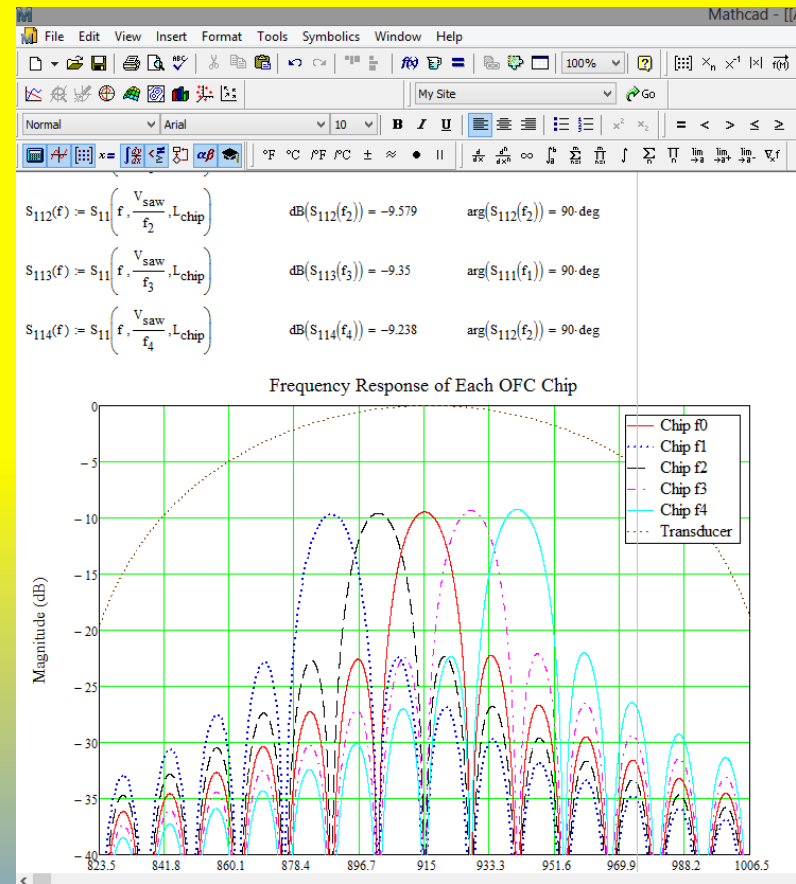 Mathcad - [[A
File Edit View Insert Format Tools Symbolics Window Help
100%
My Site Go
Normal Arial 10 B I U
S112(f) := S11(f, Vsaw/f2, Lchip) dB(S112(f2)) = −9.579 arg(S112(f2)) = 90·deg
S113(f) := S11(f, Vsaw/f3, Lchip) dB(S113(f3)) = −9.35 arg(S111(f1)) = 90·deg
S114(f) := S11(f, Vsaw/f4, Lchip) dB(S114(f4)) = −9.238 arg(S112(f2)) = 90·deg
Frequency Response of Each OFC Chip
0
−5
−10
−15
−20
−25
−30
−35
−40
Magnitude (dB)
Chip f0
Chip f1
Chip f2
Chip f3
Chip f4
Transducer
823.5 841.8 860.1 878.4 896.7 915 933.3 951.6 969.9 988.2 1006.5